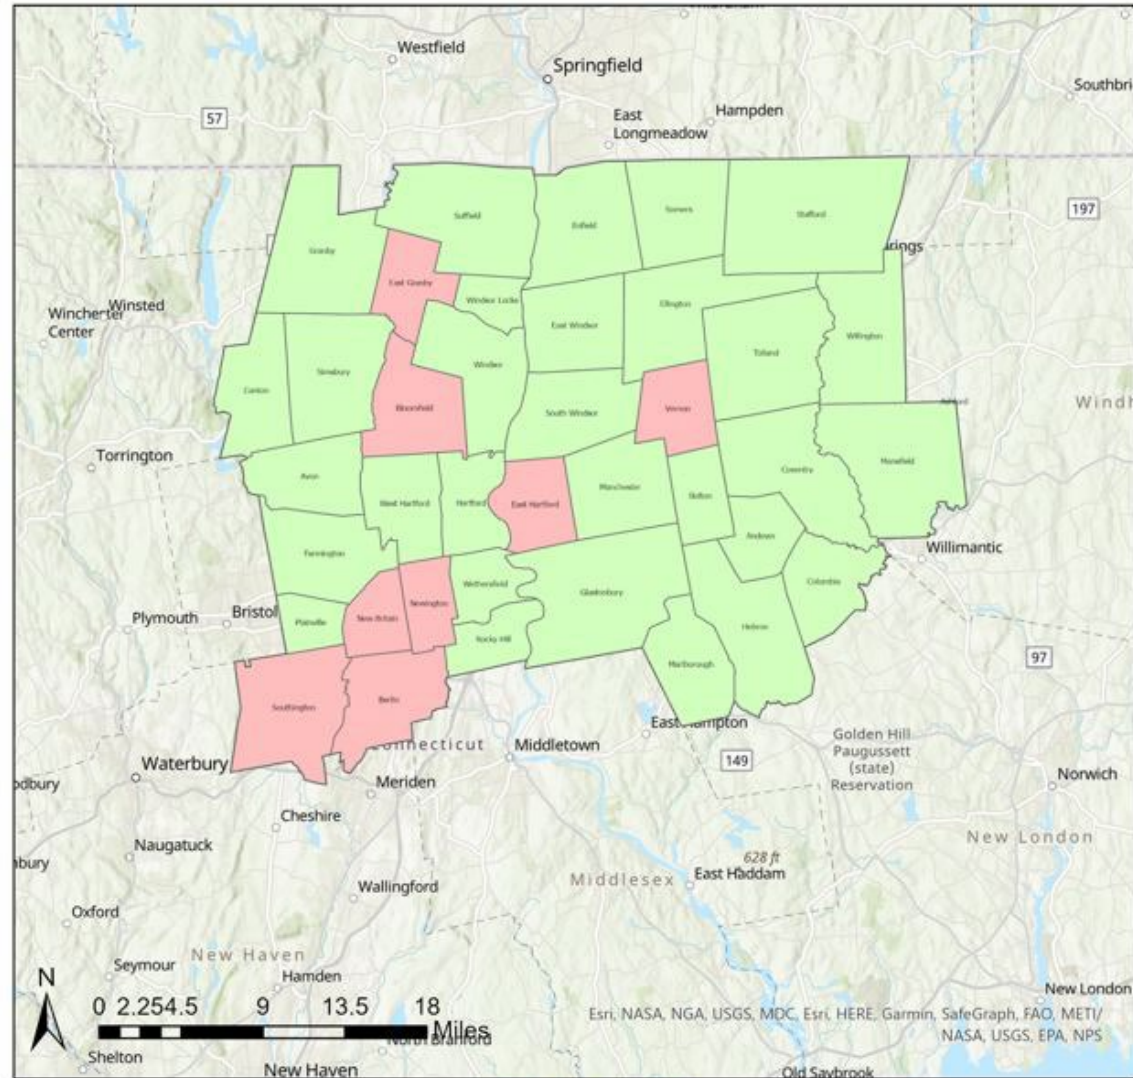 Westfield
Springfield
Southbri
Hampden
East
Longmeadow
57
197
Suffield
Enfield
Somers
Stafford
Granby
rings
East Granby
Windsor Locks
East Windsor
Ellington
Winsted
Winchester
Center
Willington
Tolland
Windsor
Simsbury
Canton
Bloomfield
South Windsor
Vernon
Windh
Torrington
Avon
West Hartford
Hartford
East Hartford
Manchester
Bolton
Coventry
Mansfield
Andover
Willimantic
Farmington
Columbia
Plymouth
Bristol
Plainville
New Britain
Newington
Wethersfield
Glastonbury
Rocky Hill
Hebron
Marlborough
97
Southington
Berlin
East Hampton
onnecticut
Middletown
149
Golden Hill
Paugussett
(state)
Reservation
Waterbury
Meriden
Norwich
odbury
Cheshire
New London
Naugatuck
nbury
628 ft
Middlesex
East Haddam
Wallingford
Oxford
New Haven
Seymour
Hamden
New London
N
0 2.25 4.5 9 13.5 18
Miles
North Branford
Esri, NASA, NGA, USGS, MDC, Esri, HERE, Garmin, SafeGraph, FAO, METI/
NASA, USGS, EPA, NPS
Shelton
New Haven
Old Saybrook